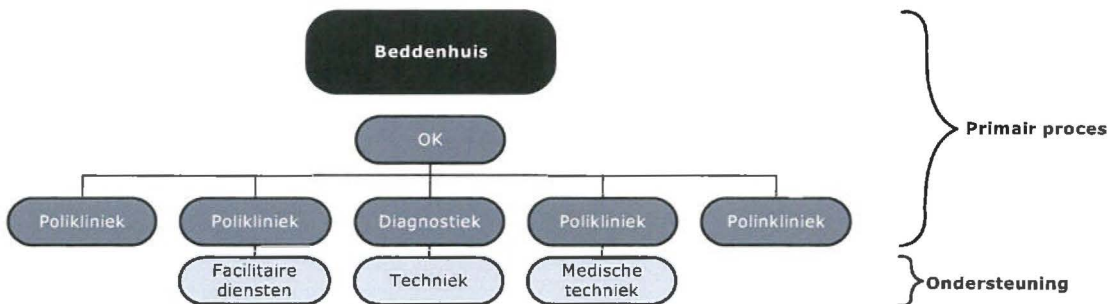 Beddenhuis
OK
Primair proces
Polikliniek
Polikliniek
Diagnostiek
Polikliniek
Polinkliniek
Facilitaire
diensten
Techniek
Medische
techniek
Ondersteuning